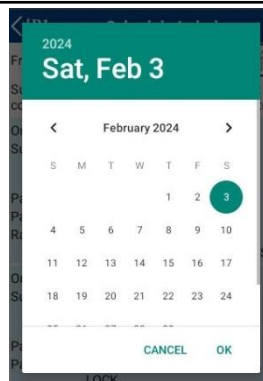 2024
Sat, Feb 3
February 2024
S M T W T F S
1 2 3
4 5 6 7 8 9 10
11 12 13 14 15 16 17
18 19 20 21 22 23 24
CANCEL OK
LOCK